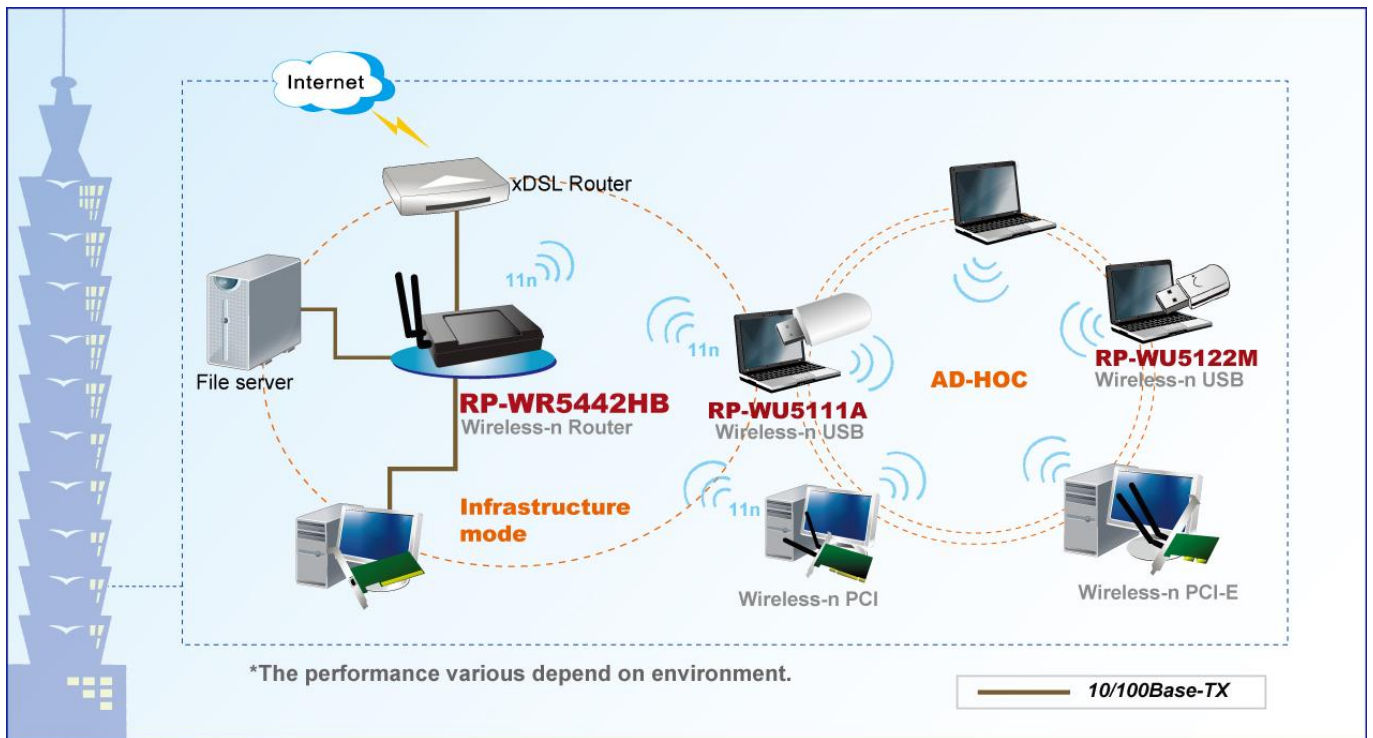 Internet
xDSL Router
11n
11n
File server
RP-WR5442HB
Wireless-n Router
RP-WU5111A
Wireless-n USB
AD-HOC
RP-WU5122M
Wireless-n USB
Infrastructure
mode
11n
Wireless-n PCI
Wireless-n PCI-E
*The performance various depend on environment.
10/100Base-TX